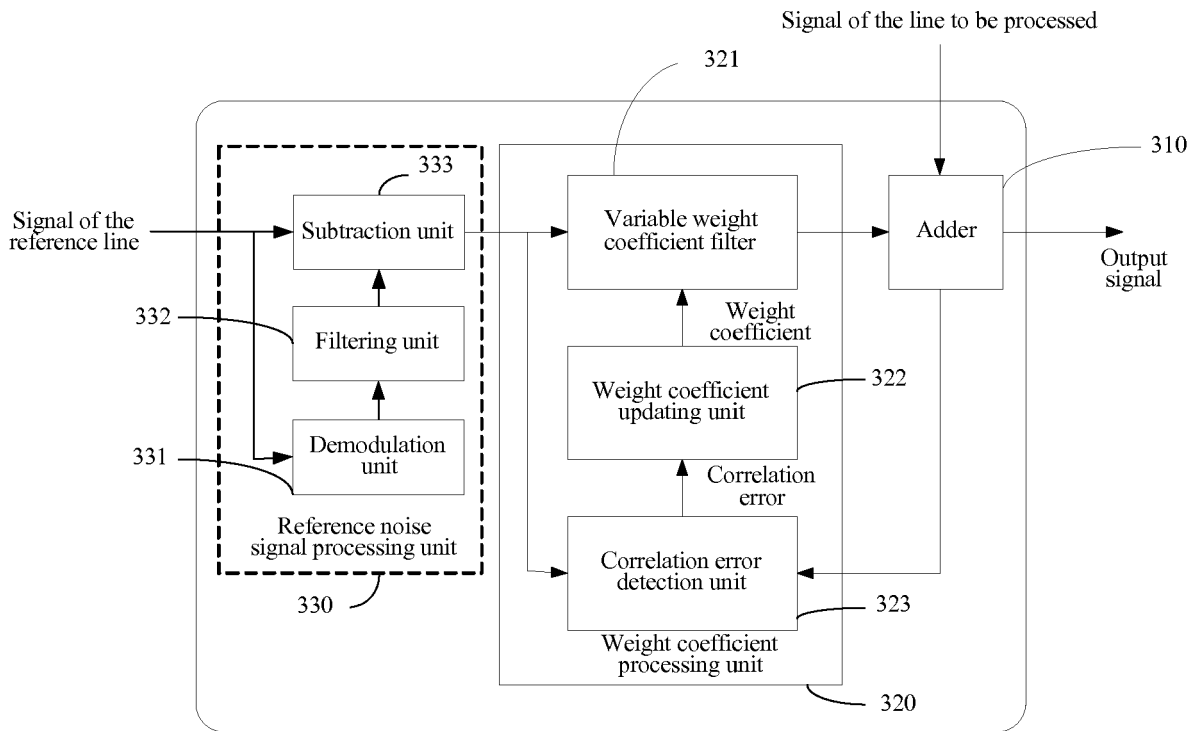 Signal of the line to be processed
321
310
333
Signal of the
reference line
Subtraction unit
Variable weight
coefficient filter
Adder
Output
signal
332
Filtering unit
Weight
coefficient
Weight coefficient
updating unit
322
331
Demodulation
unit
Correlation
error
Reference noise
signal processing unit
Correlation error
detection unit
330
323
Weight coefficient
processing unit
320